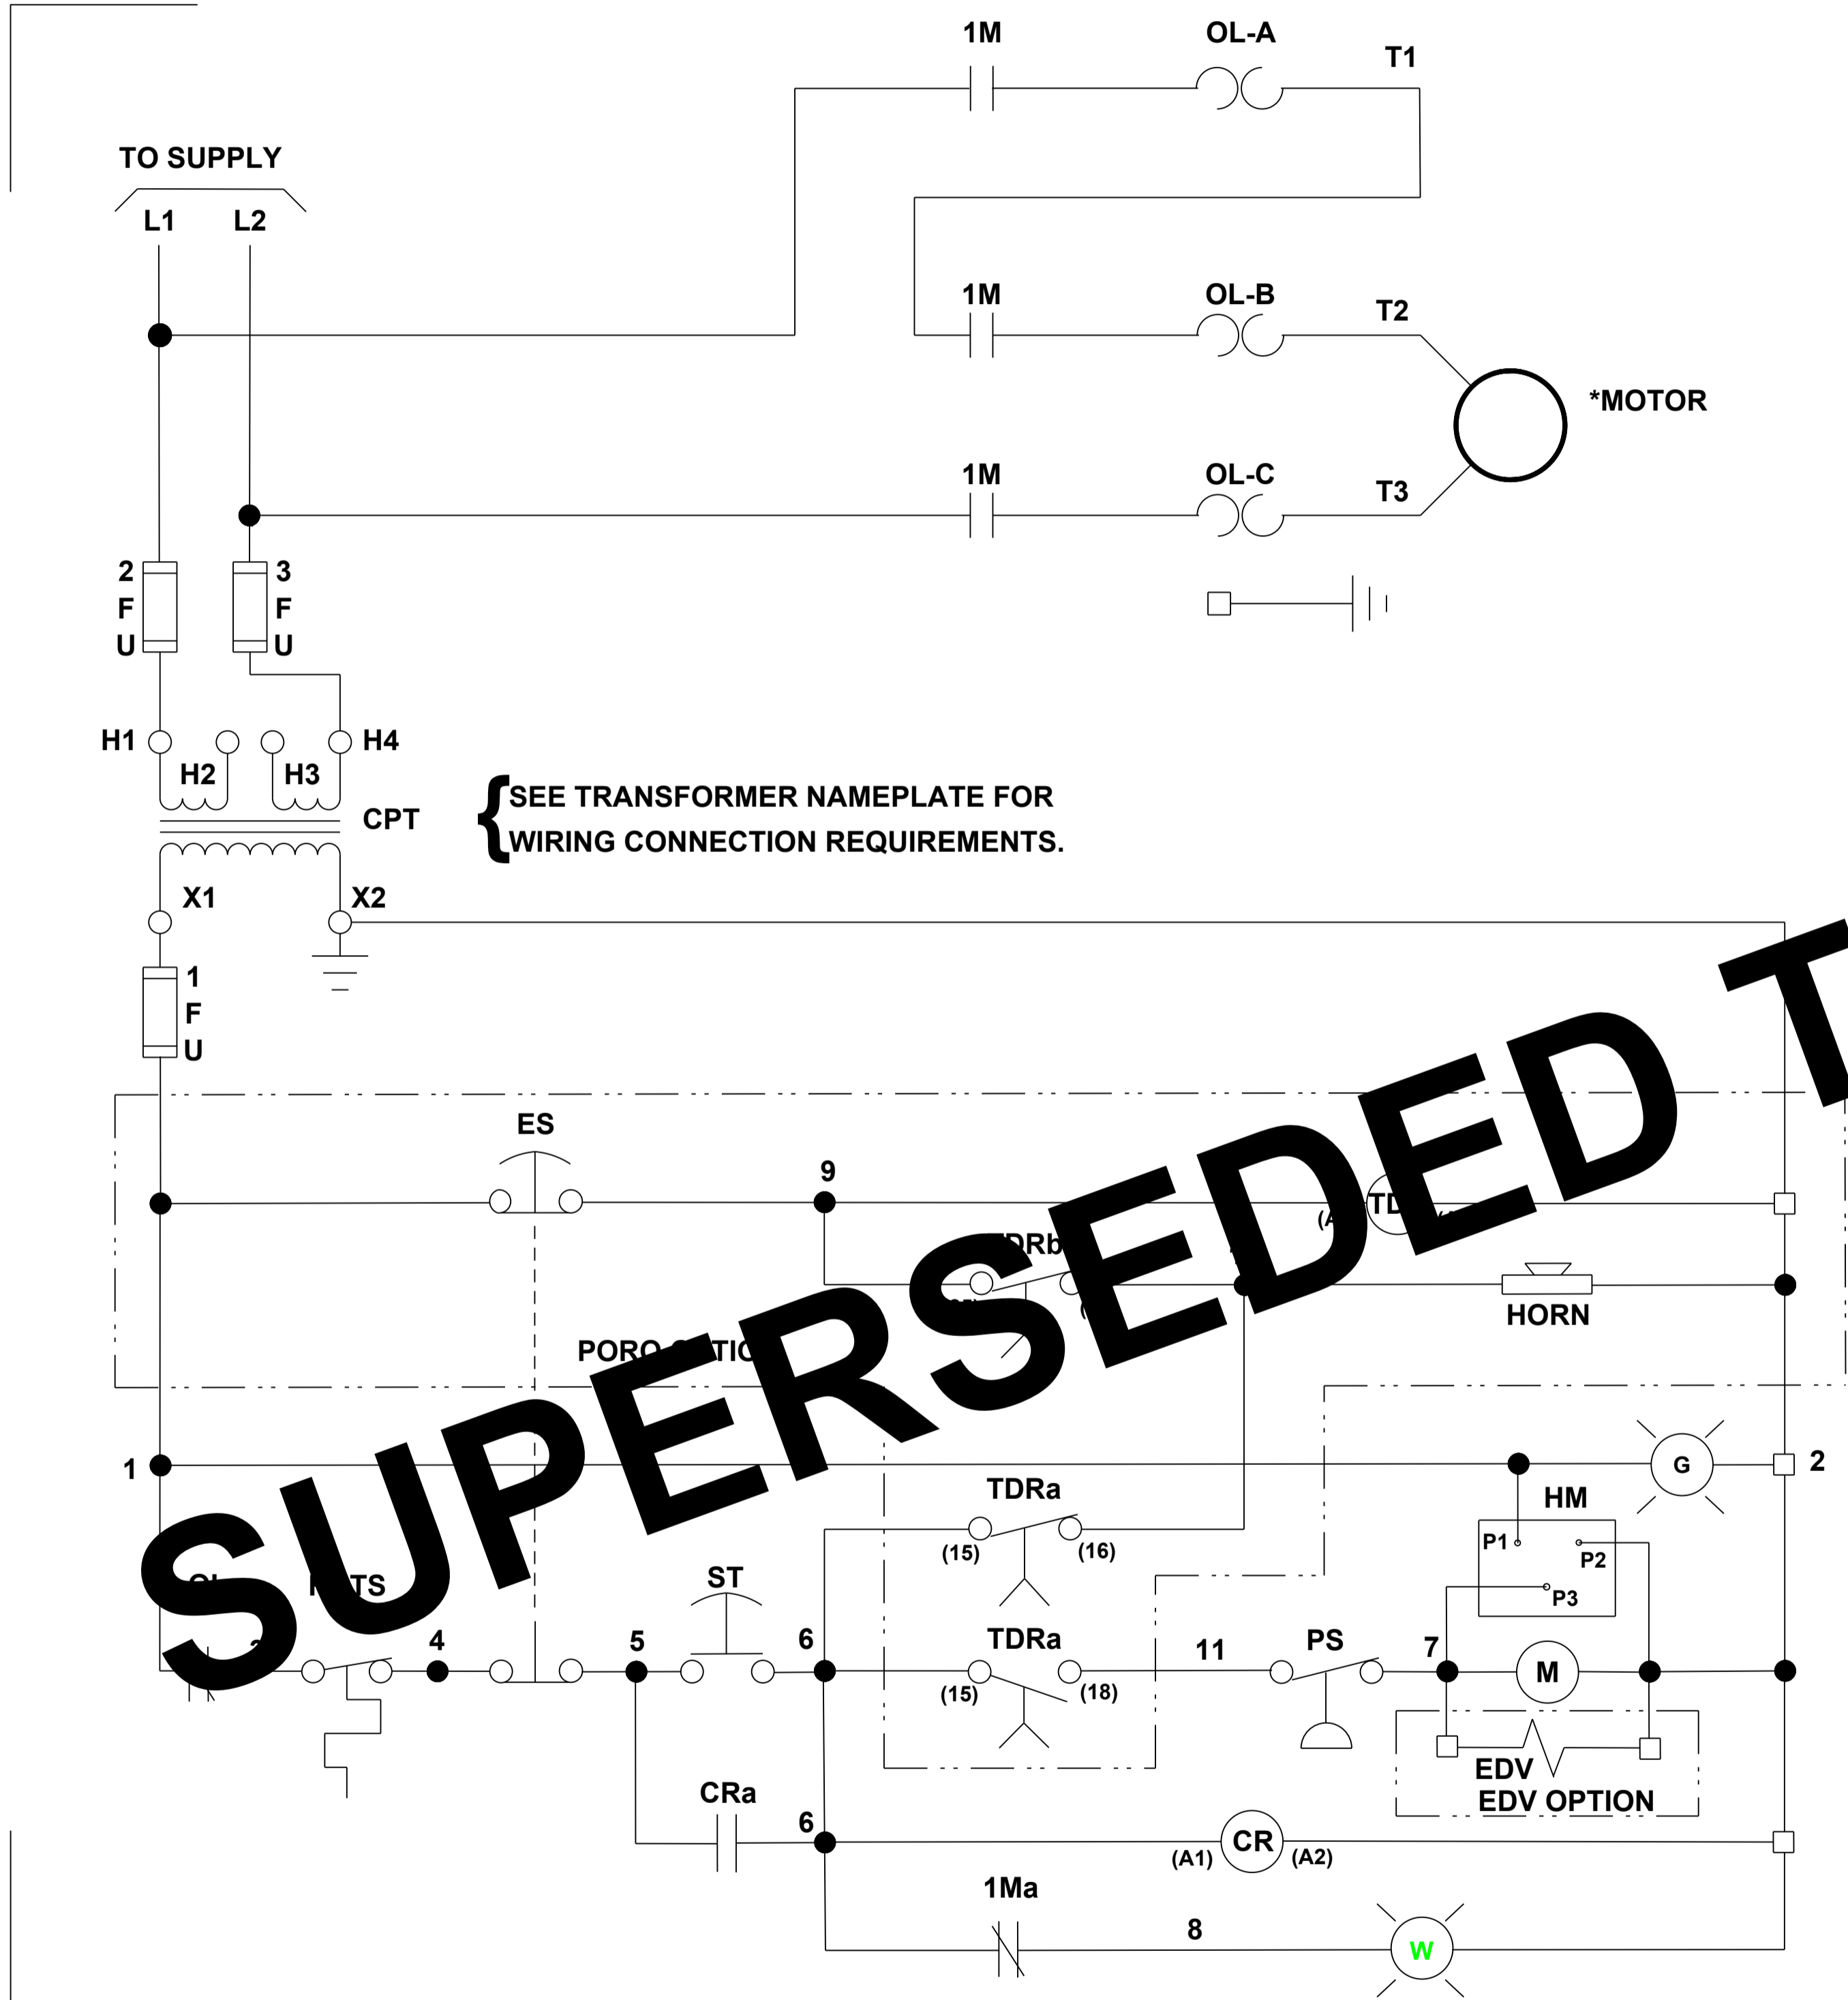 1M
OL-A
T1
TO SUPPLY
L1
L2
1M
OL-B
T2
*MOTOR
1M
OL-C
T3
2
F
U
3
F
U
H1
H2
H3
H4
CPT
{SEE TRANSFORMER NAMEPLATE FOR
WIRING CONNECTION REQUIREMENTS.
X1
X2
1
F
U
SUPERSEDED T
ES
9
HORN
1
G
2
TDRa
(15)
(16)
HM
P1
P2
P3
ST
4
5
6
TDRa
(15)
(18)
11
PS
7
M
EDV
EDV OPTION
CRa
6
CR
(A1)
(A2)
1Ma
8
W